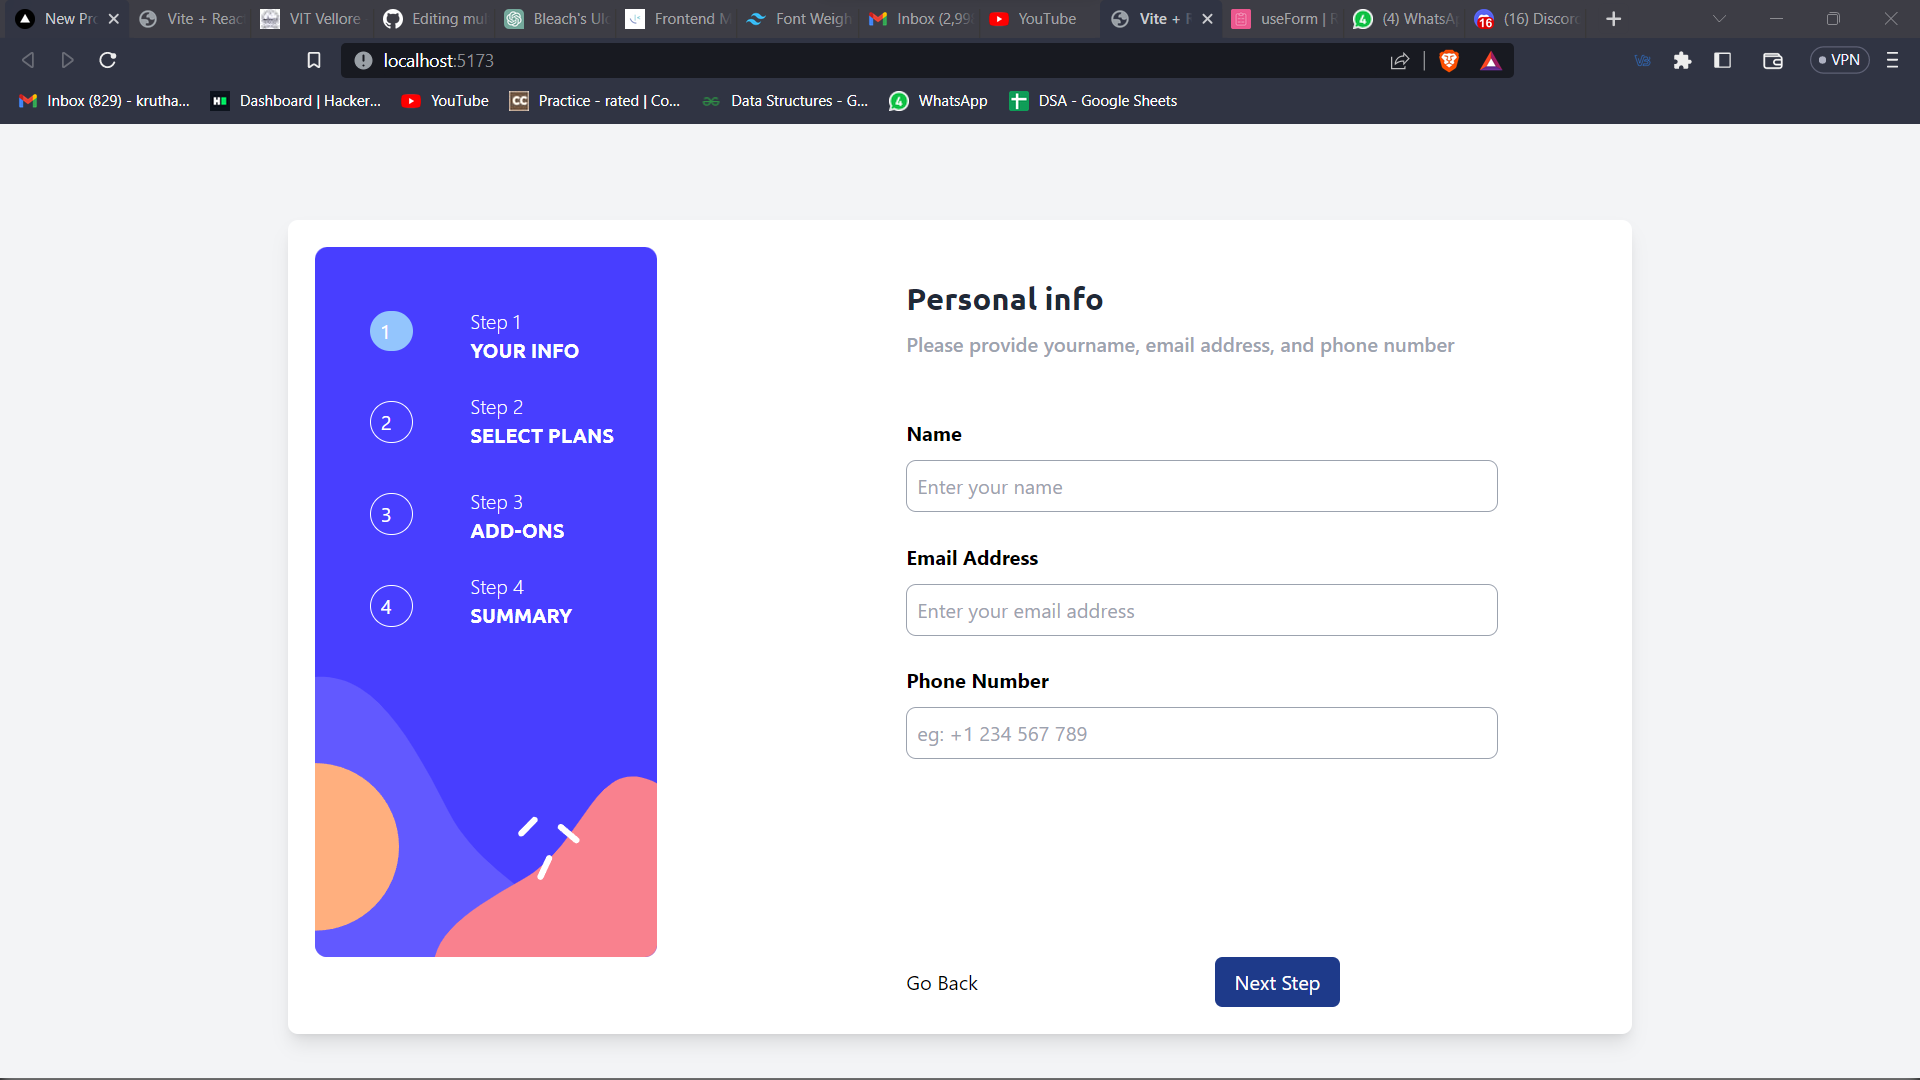 New Pr
Vite + Reac
VIT Vellore
Editing mul
Bleach's Ulc
Frontend M
Font Weigh
Inbox (2,99
YouTube
Vite + R
useForm | R
(4) WhatsAp
16
(16) Discord
localhost:5173
VPN
Inbox (829) - krutha...
Dashboard | Hacker...
YouTube
Practice - rated | Co...
Data Structures - G...
WhatsApp
DSA - Google Sheets
1
Step 1
YOUR INFO
2
Step 2
SELECT PLANS
3
Step 3
ADD-ONS
4
Step 4
SUMMARY
Personal info
Please provide yourname, email address, and phone number
Name
Enter your name
Email Address
Enter your email address
Phone Number
eg: +1 234 567 789
Go Back
Next Step